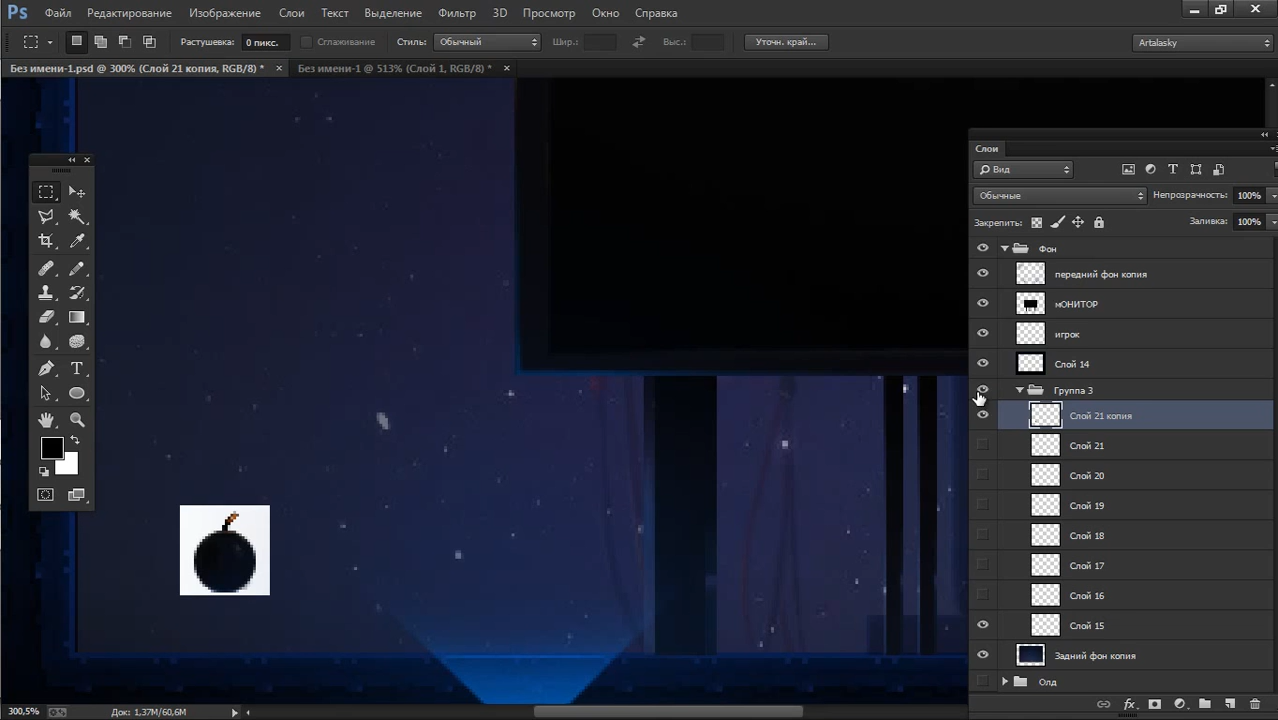 Ps Файл Редактирование Изображение Слои Текст Выделение Фильтр 3D Просмотр Окно Справка
Растушевка: 0 пикс. Сглаживание Стиль: Обычный Шир.: Выс.: Уточн. край... Artalasky
Без имени-1.psd @ 300% (Слой 21 копия, RGB/8) * × Без имени-1 @ 513% (Слой 1, RGB/8) * ×
Слои
Вид
Обычные Непрозрачность: 100%
Закрепить: Заливка: 100%
Фон
передний фон копия
мОНИТОР
игрок
Слой 14
Группа 3
Слой 21 копия
Слой 21
Слой 20
Слой 19
Слой 18
Слой 17
Слой 16
Слой 15
Задний фон копия
Олд
300,5% Док: 1,37M/60,6M